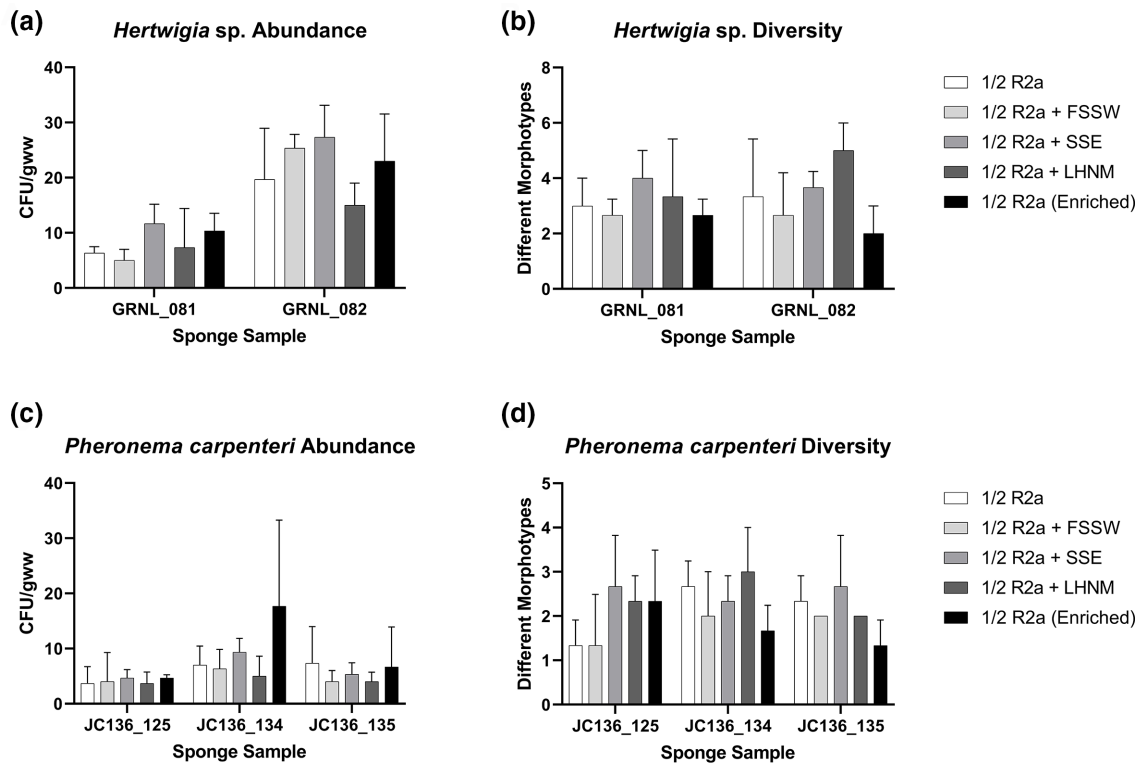 (a)
Hertwigia sp. Abundance
CFU/gww
40
30
20
10
0
GRNL_081
GRNL_082
Sponge Sample
(b)
Hertwigia sp. Diversity
Different Morphotypes
8
6
4
2
0
GRNL_081
GRNL_082
Sponge Sample
1/2 R2a
1/2 R2a + FSSW
1/2 R2a + SSE
1/2 R2a + LHNM
1/2 R2a (Enriched)
(c)
Pheronema carpenteri Abundance
CFU/gww
40
30
20
10
0
JC136_125
JC136_134
JC136_135
Sponge Sample
(d)
Pheronema carpenteri Diversity
Different Morphotypes
5
4
3
2
1
0
JC136_125
JC136_134
JC136_135
Sponge Sample
1/2 R2a
1/2 R2a + FSSW
1/2 R2a + SSE
1/2 R2a + LHNM
1/2 R2a (Enriched)